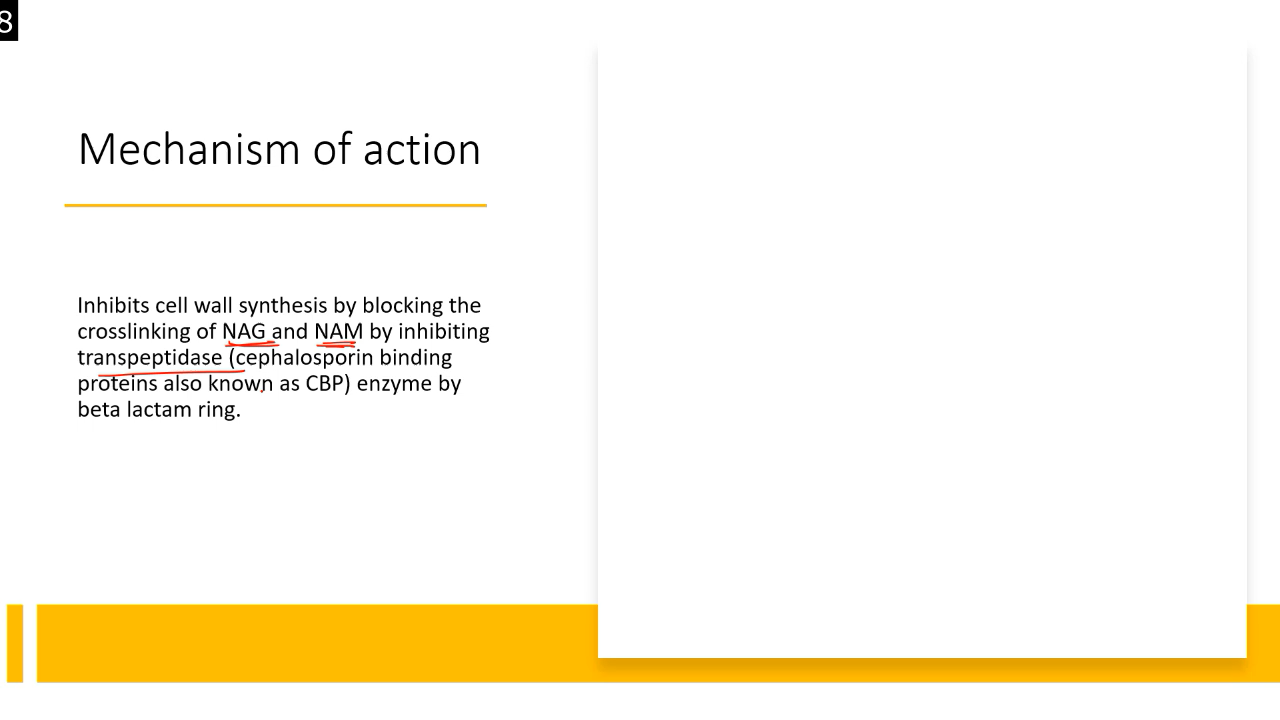 8
Mechanism of action
Inhibits cell wall synthesis by blocking the
crosslinking of NAG and NAM by inhibiting
transpeptidase (cephalosporin binding
proteins also known as CBP) enzyme by
beta lactam ring.